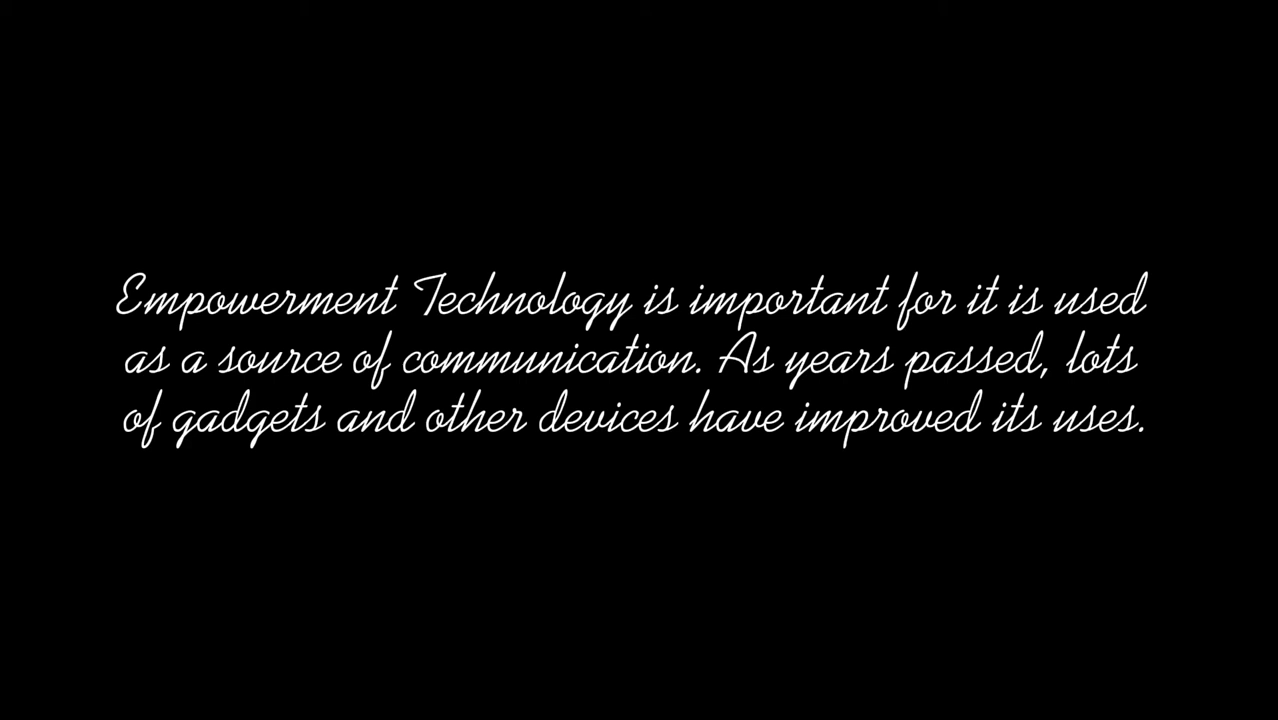 Empowerment Technology is important for it is used
as a source of communication. As years passed, lots
of gadgets and other devices have improved its uses.